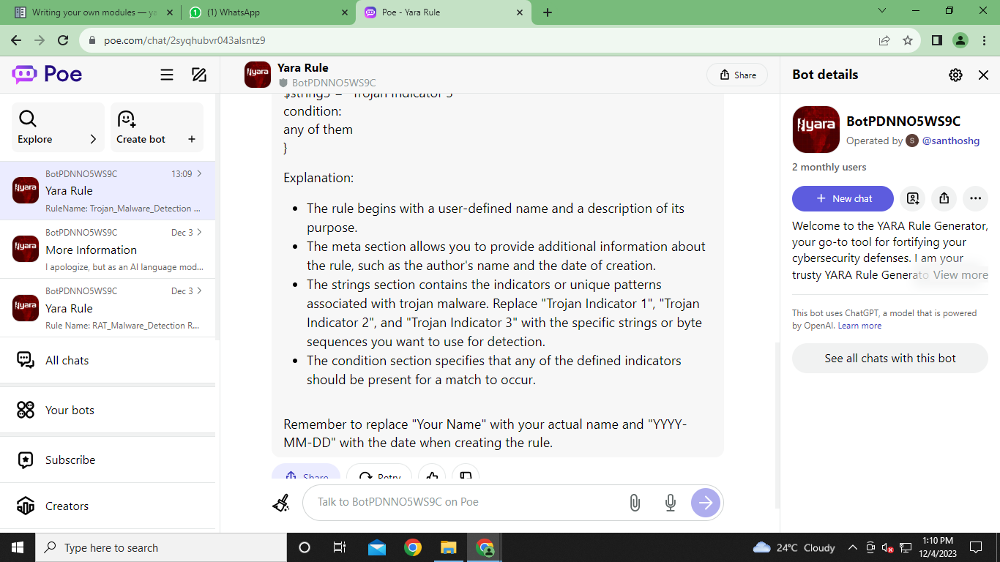 Writing your own modules — ya
(1) WhatsApp
Poe - Yara Rule
poe.com/chat/2syqhubvr043alsntz9
Poe
Explore
Create bot
BotPDNNO5WS9C 13:09
Yara Rule
RuleName: Trojan_Malware_Detection ...
BotPDNNO5WS9C Dec 3
More Information
I apologize, but as an AI language mod...
BotPDNNO5WS9C Dec 3
Yara Rule
Rule Name: RAT_Malware_Detection R...
All chats
Your bots
Subscribe
Creators
Yara Rule
BotPDNNO5WS9C
Share
$string3 = "Trojan Indicator 3"
condition:
any of them
}
Explanation:
• The rule begins with a user-defined name and a description of its
purpose.
• The meta section allows you to provide additional information about
the rule, such as the author's name and the date of creation.
• The strings section contains the indicators or unique patterns
associated with trojan malware. Replace "Trojan Indicator 1", "Trojan
Indicator 2", and "Trojan Indicator 3" with the specific strings or byte
sequences you want to use for detection.
• The condition section specifies that any of the defined indicators
should be present for a match to occur.
Remember to replace "Your Name" with your actual name and "YYYY-
MM-DD" with the date when creating the rule.
Share
Retry
Talk to BotPDNNO5WS9C on Poe
Bot details
yara
BotPDNNO5WS9C
Operated by S @santhoshg
2 monthly users
+ New chat
Welcome to the YARA Rule Generator,
your go-to tool for fortifying your
cybersecurity defenses. I am your
trusty YARA Rule Generato View more
This bot uses ChatGPT, a model that is powered
by OpenAI. Learn more
See all chats with this bot
Type here to search
24°C Cloudy
1:10 PM
12/4/2023